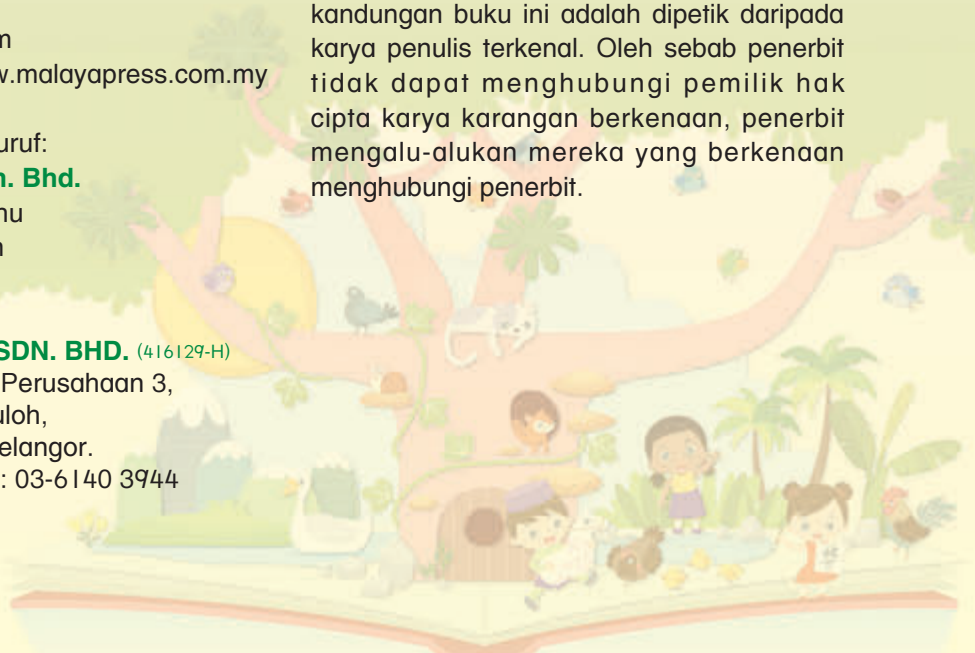 m
w.malayapress.com.my
uruf:
n. Bhd.
nu
n
SDN. BHD. (416129-H)
Perusahaan 3,
uloh,
elangor.
: 03-6140 3944
kandungan buku ini adalah dipetik daripada
karya penulis terkenal. Oleh sebab penerbit
tidak dapat menghubungi pemilik hak
cipta karya karangan berkenaan, penerbit
mengalu-alukan mereka yang berkenaan
menghubungi penerbit.